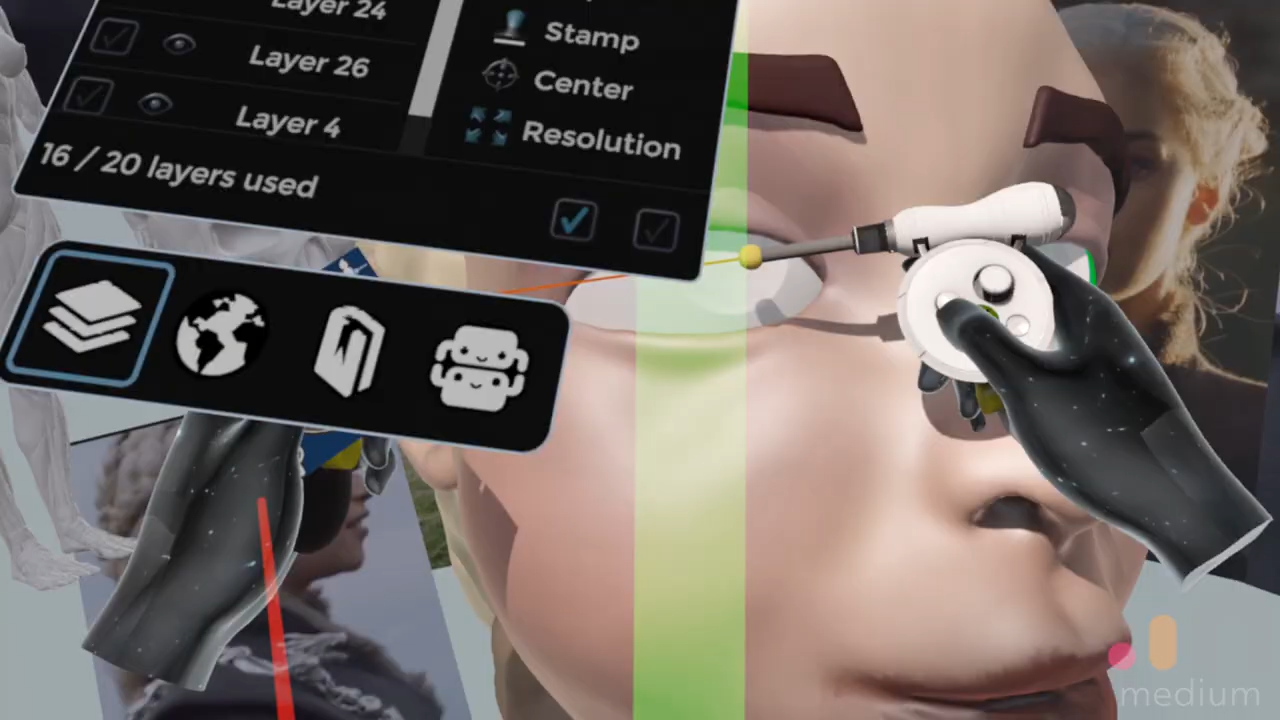 Layer 24
Layer 26
Layer 4
16 / 20 layers used
Stamp
Center
Resolution
medium